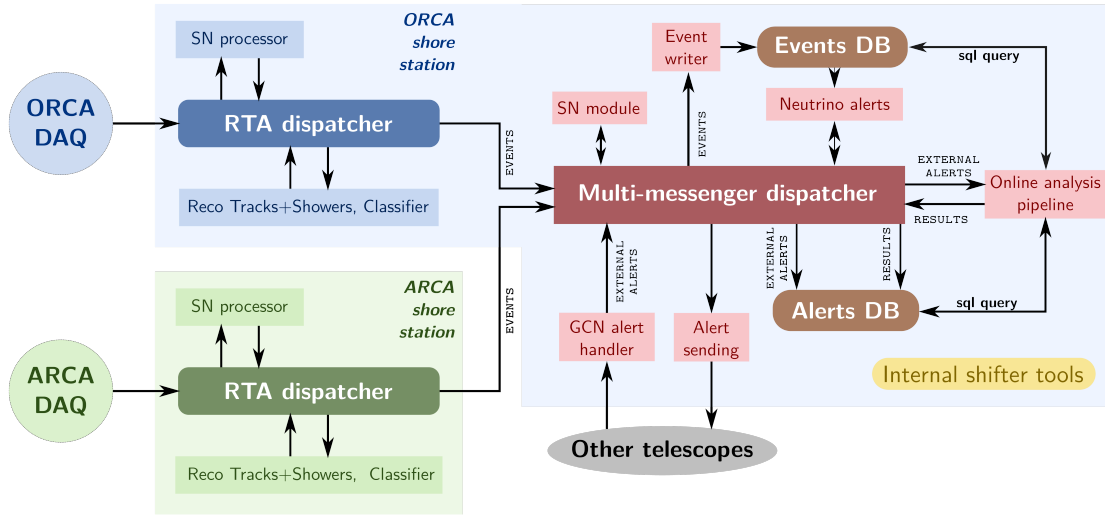 ORCA
DAQ
SN processor
ORCA
shore
station
RTA dispatcher
Reco Tracks+Showers, Classifier
EVENTS
ARCA
DAQ
SN processor
ARCA
shore
station
RTA dispatcher
Reco Tracks+Showers, Classifier
EVENTS
Event
writer
Events DB
sql query
SN module
EVENTS
Neutrino alerts
Multi-messenger dispatcher
EXTERNAL
ALERTS
RESULTS
Online analysis
pipeline
EXTERNAL
ALERTS
EXTERNAL
ALERTS
RESULTS
Alerts DB
sql query
GCN alert
handler
Alert
sending
Internal shifter tools
Other telescopes